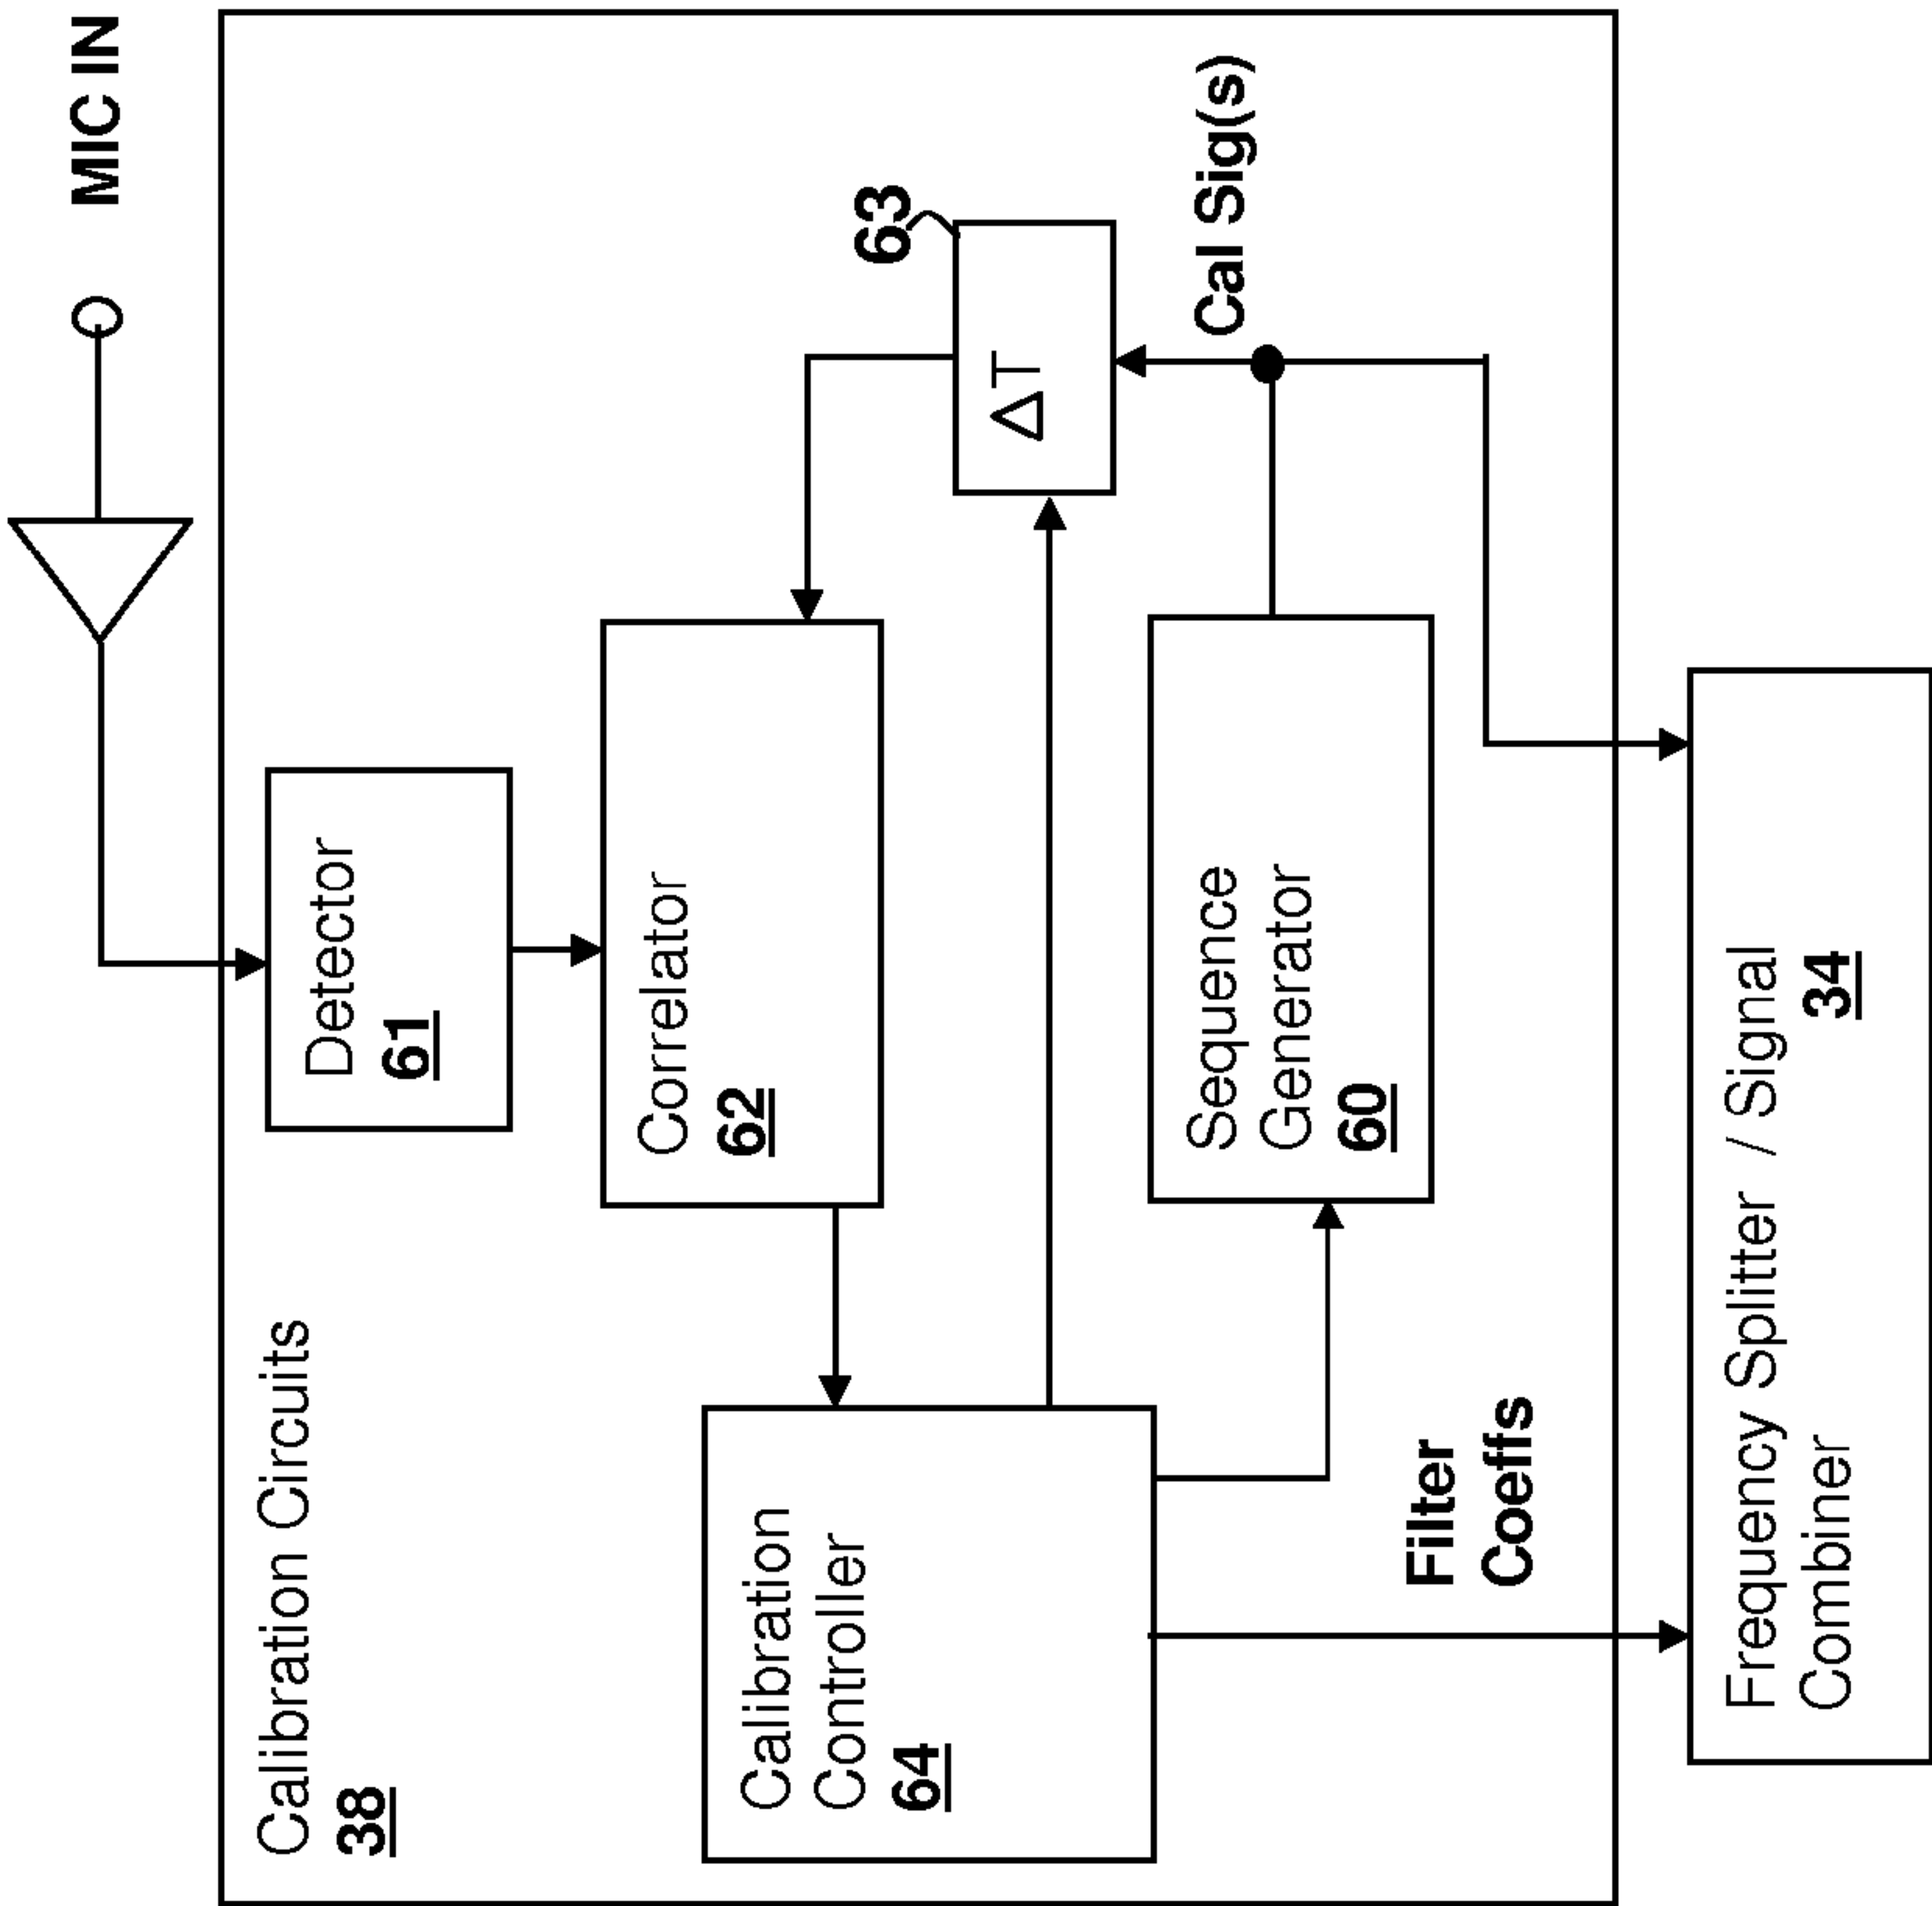 MIC IN
Calibration Circuits
38
Detector
61
Correlator
62
63
ΔT
Cal Sig(s)
Calibration
Controller
64
Sequence
Generator
60
Filter
Coeffs
Frequency Splitter / Signal
Combiner
34